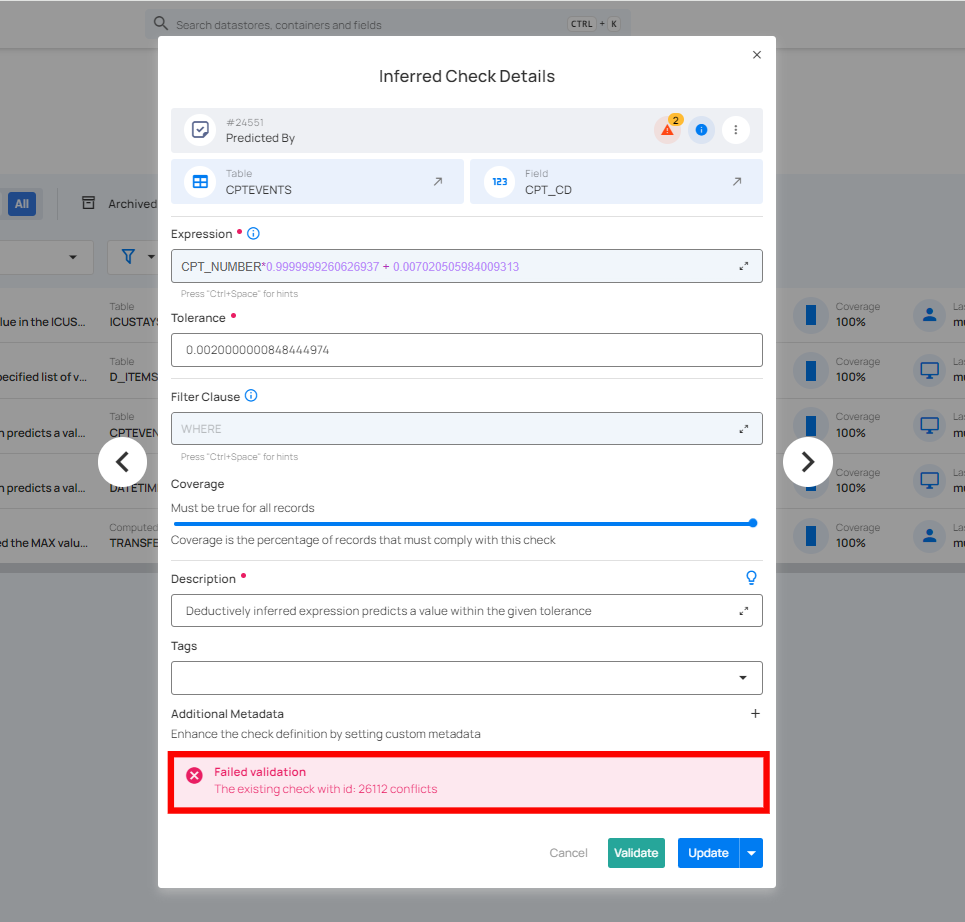 Search datastores, containers and fields CTRL + K
Inferred Check Details
#24551
Predicted By
2
Table
CPTEVENTS
123
Field
CPT_CD
All
Archived
Expression •
CPT_NUMBER*0.9999999260626937 + 0.007020505984009313
Press "Ctrl+Space" for hints
Tolerance •
0.0020000000848444974
Filter Clause
WHERE
Press "Ctrl+Space" for hints
Coverage
Must be true for all records
Coverage is the percentage of records that must comply with this check
Description •
Deductively inferred expression predicts a value within the given tolerance
Tags
Additional Metadata +
Enhance the check definition by setting custom metadata
Failed validation
The existing check with id: 26112 conflicts
Cancel Validate Update
lue in the ICUS...
Table
ICUSTAYS
Coverage
100%
ecified list of v...
Table
D_ITEMS
Coverage
100%
n predicts a val...
Table
CPTEVEN
Coverage
100%
n predicts a val...
DATETIM
Coverage
100%
ed the MAX valu...
Computed
TRANSFE
Coverage
100%